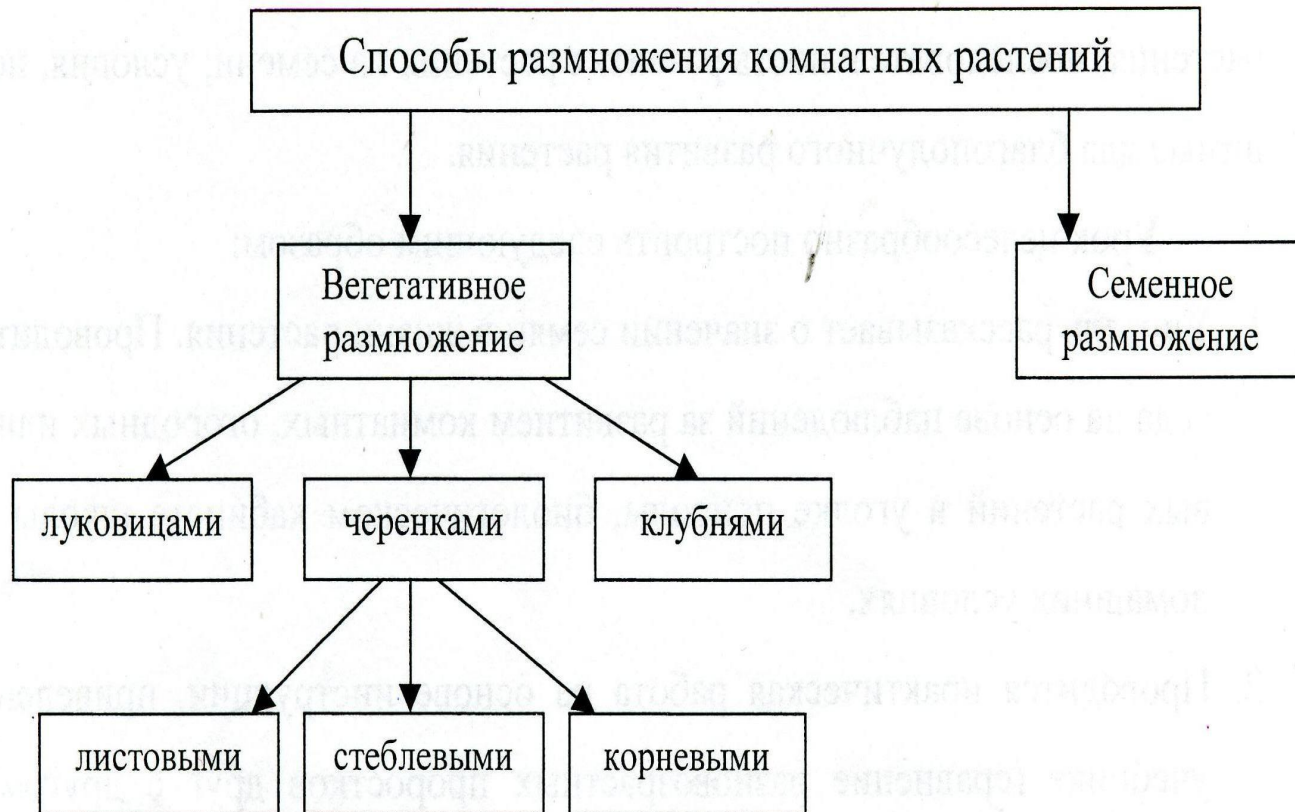 Способы размножения комнатных растений
Вегетативное
размножение
Семенное
размножение
луковицами
черенками
клубнями
листовыми
стеблевыми
корневыми